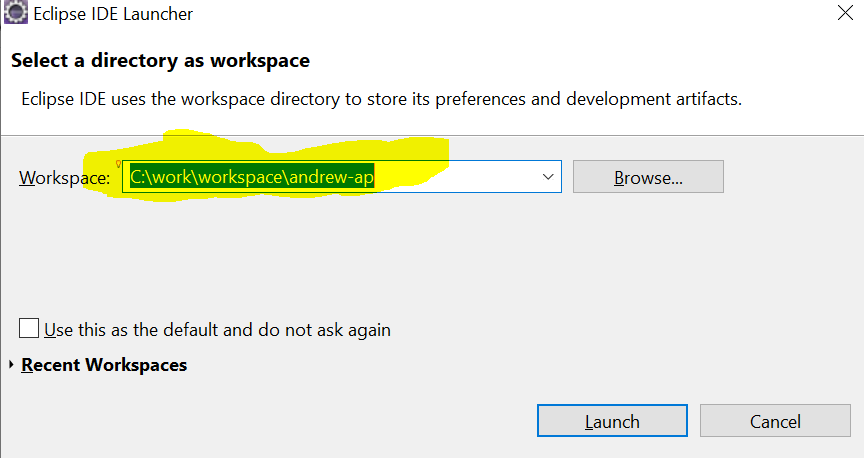 Eclipse IDE Launcher
Select a directory as workspace
Eclipse IDE uses the workspace directory to store its preferences and development artifacts.
Workspace: C:\work\workspace\andrew-ap Browse...
Use this as the default and do not ask again
Recent Workspaces
Launch Cancel